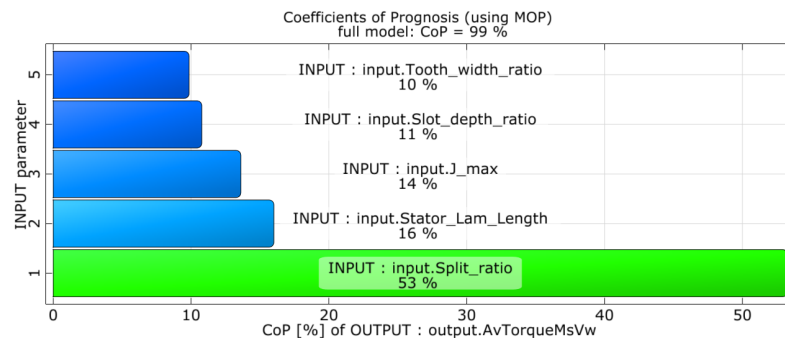 Coefficients of Prognosis (using MOP)
full model: CoP = 99 %
INPUT parameter
5
INPUT : input.Tooth_width_ratio
10 %
4
INPUT : input.Slot_depth_ratio
11 %
3
INPUT : input.J_max
14 %
2
INPUT : input.Stator_Lam_Length
16 %
1
INPUT : input.Split_ratio
53 %
0 10 20 30 40 50
CoP [%] of OUTPUT : output.AvTorqueMsVw